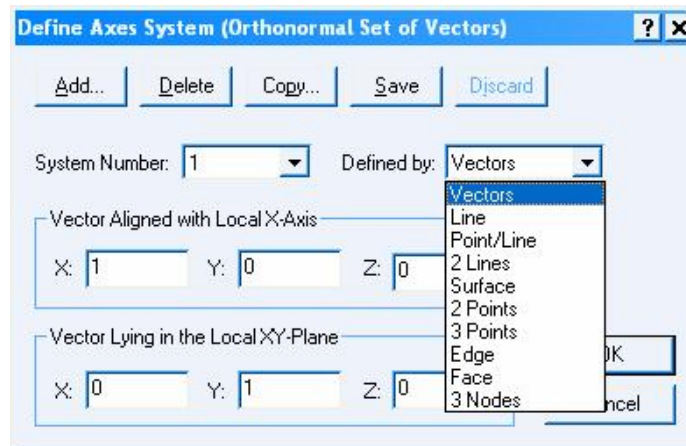 Define Axes System (Orthonormal Set of Vectors) ? X
Add... Delete Copy... Save Discard
System Number: 1 Defined by: Vectors
Vectors
Line
Point/Line
2 Lines
Surface
2 Points
3 Points
Edge
Face
3 Nodes
Vector Aligned with Local X-Axis
X: 1 Y: 0 Z: 0
Vector Lying in the Local XY-Plane
X: 0 Y: 1 Z: 0
K
ncel